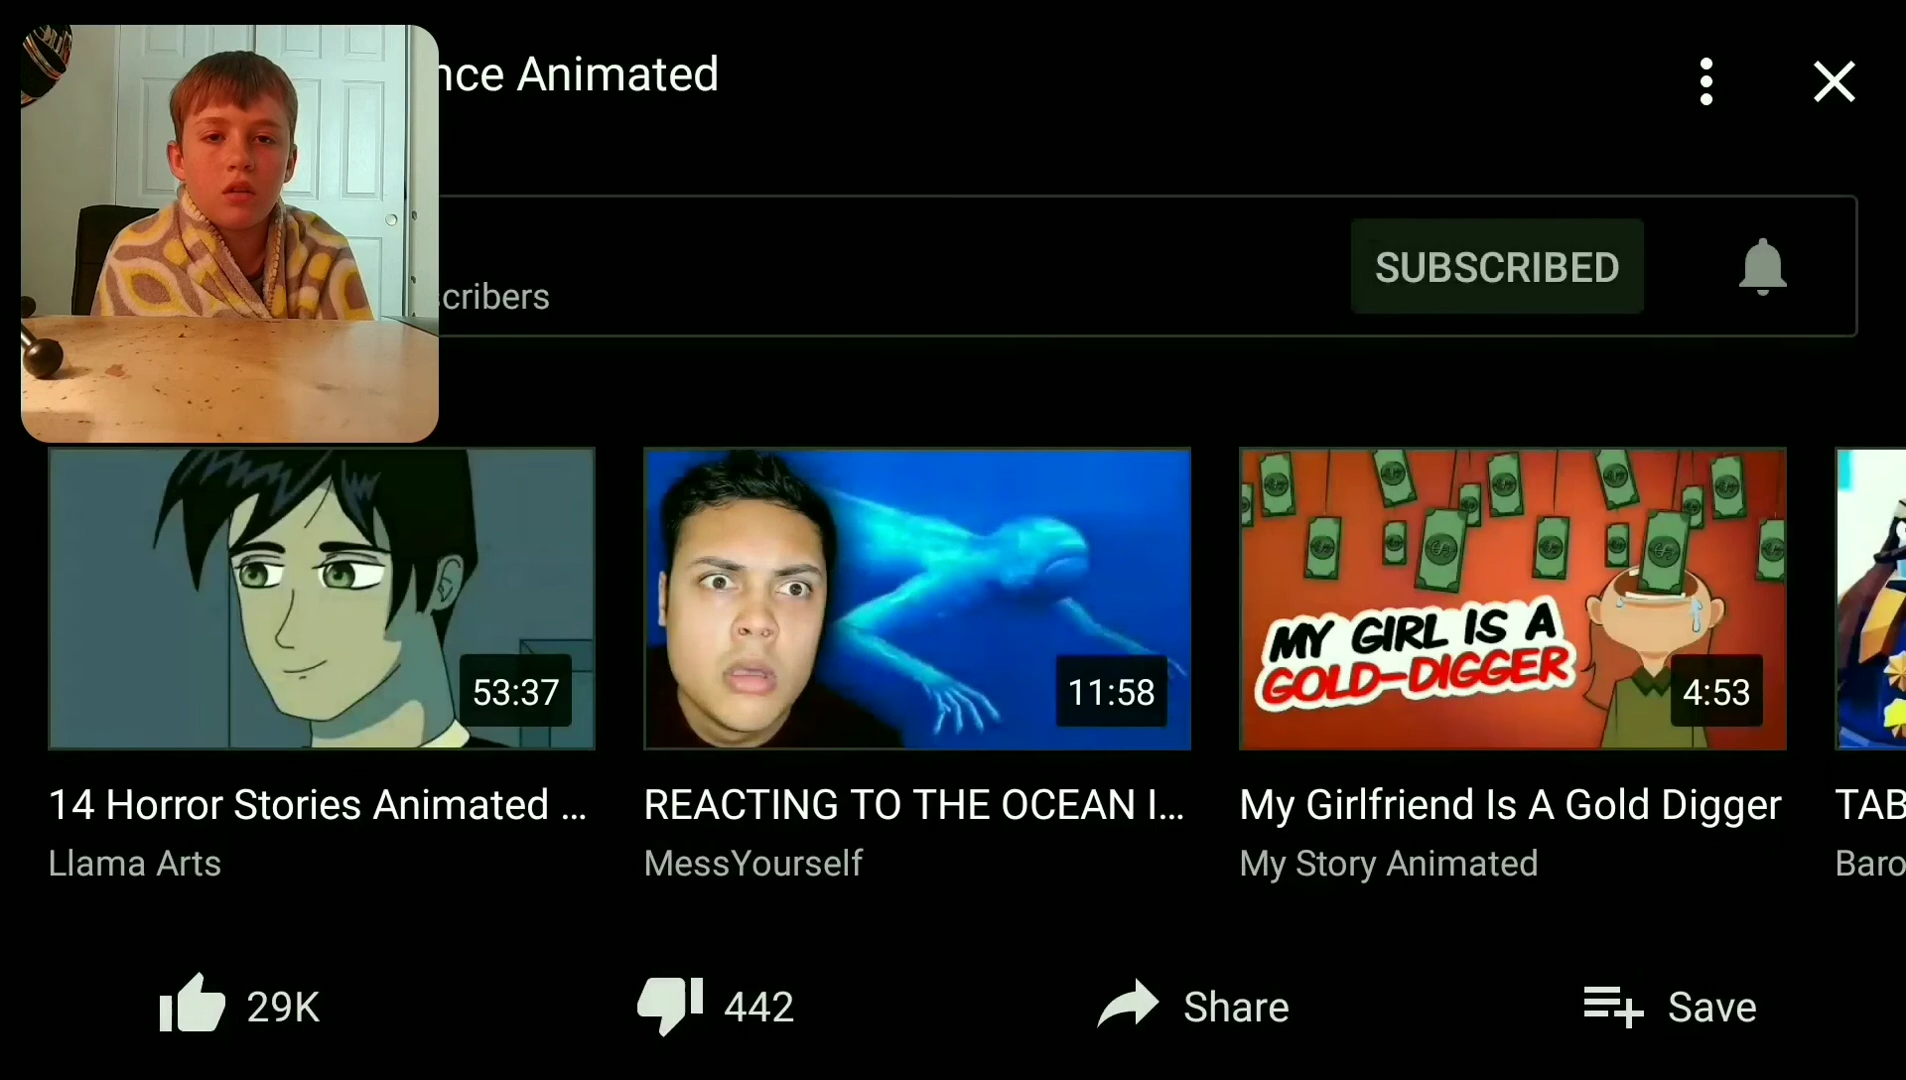 nce Animated
cribers
SUBSCRIBED
53:37
11:58
MY GIRL IS A
GOLD-DIGGER
4:53
14 Horror Stories Animated ...
REACTING TO THE OCEAN I...
My Girlfriend Is A Gold Digger
TAB
Llama Arts
MessYourself
My Story Animated
Baro
29K
442
Share
Save